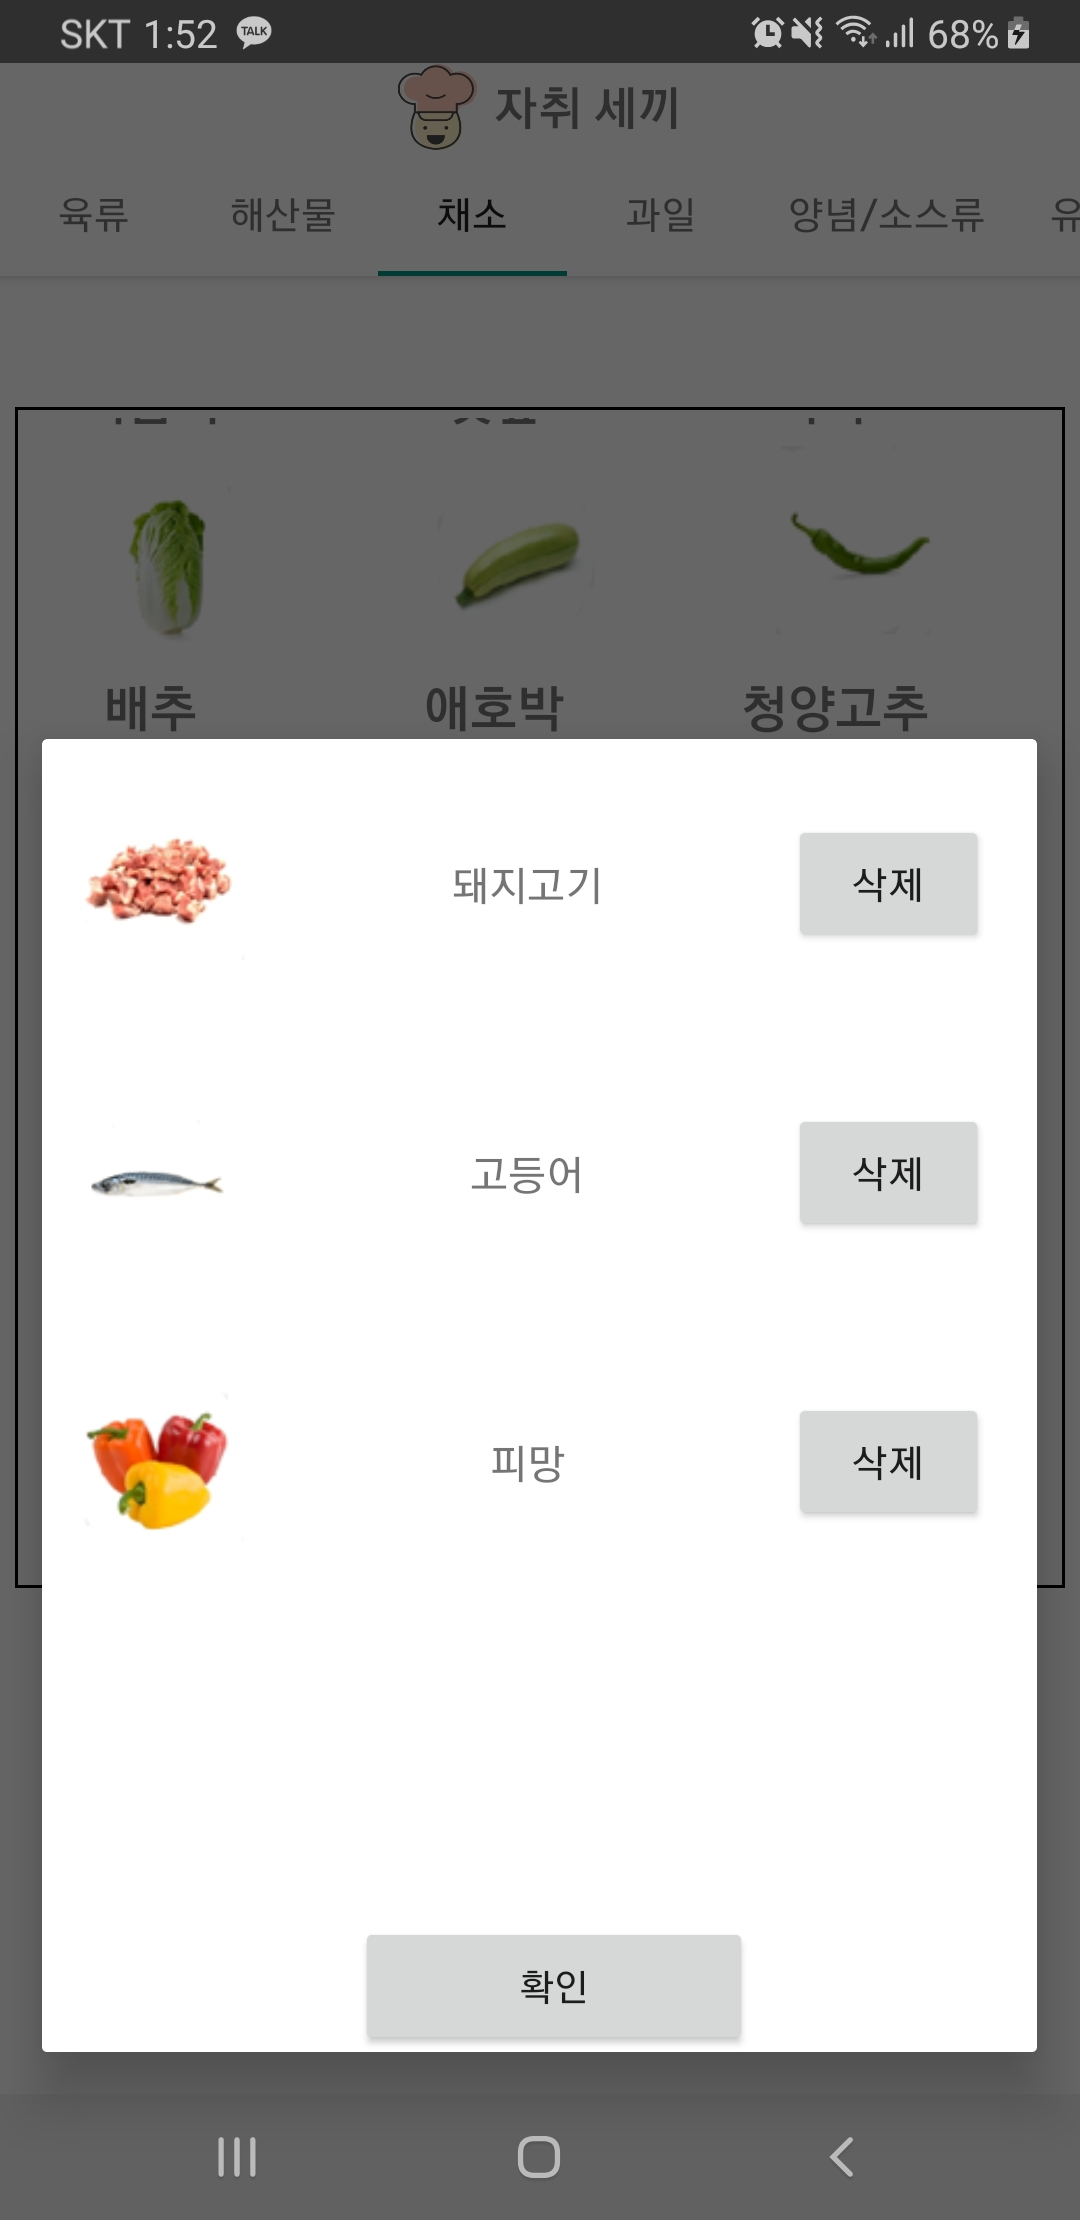 SKT 1:52 TALK 68%
자취 세끼
육류 해산물 채소 과일 양념/소스류 유
배추 애호박 청양고추
돼지고기 삭제
고등어 삭제
피망 삭제
확인